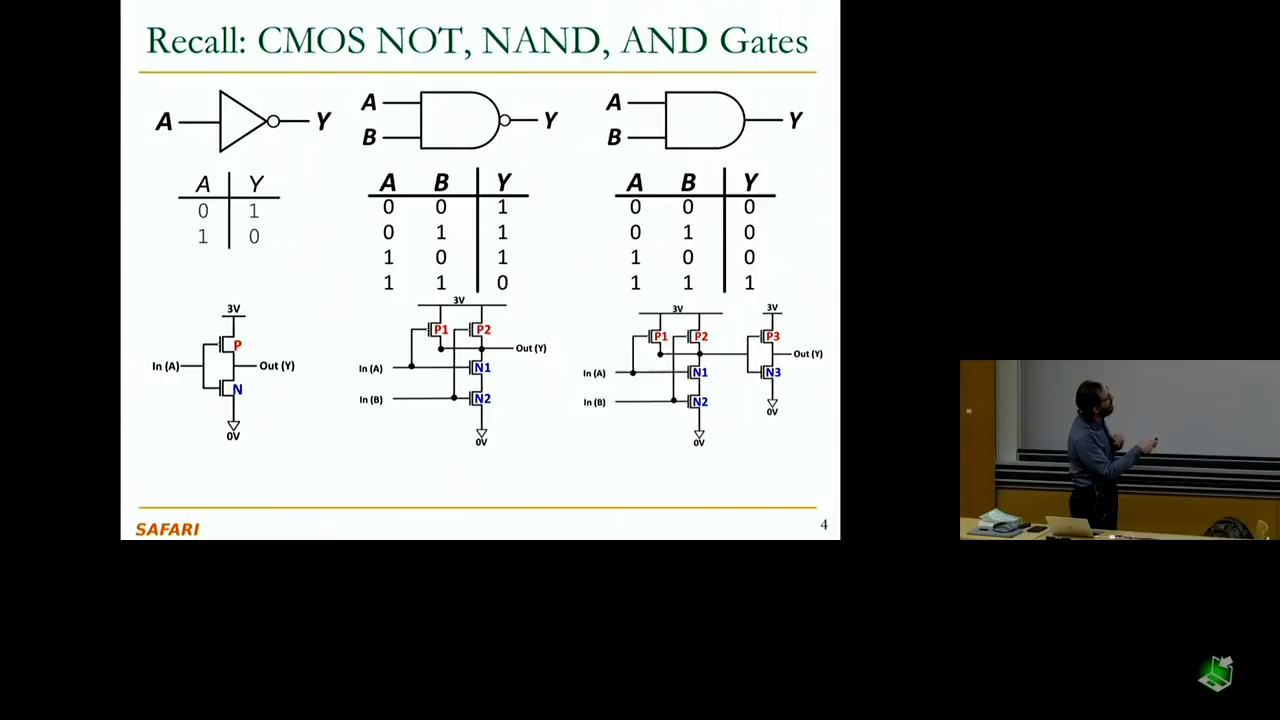 Recall: CMOS NOT, NAND, AND Gates
A Y
A Y
0 1
1 0
3V
P
In (A) Out (Y)
N
0V
A
B Y
A B Y
0 0 1
0 1 1
1 0 1
1 1 0
3V
P1 P2
Out (Y)
In (A) N1
In (B) N2
0V
A
B Y
A B Y
0 0 0
0 1 0
1 0 0
1 1 1
3V 3V
P1 P2 P3
Out (Y)
In (A) N1 N3
In (B) N2 0V
0V
SAFARI 4